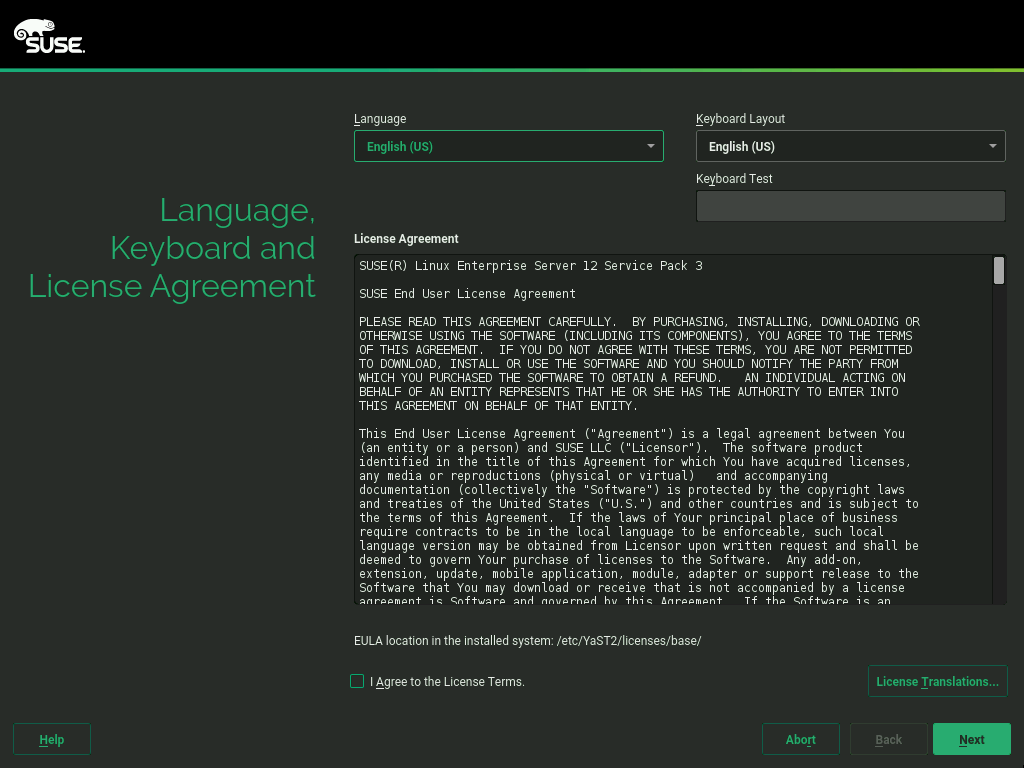 SUSE.
Language
Keyboard Layout
English (US)
English (US)
Keyboard Test
Language,
Keyboard and
License Agreement
License Agreement
SUSE(R) Linux Enterprise Server 12 Service Pack 3
SUSE End User License Agreement
PLEASE READ THIS AGREEMENT CAREFULLY.  BY PURCHASING, INSTALLING, DOWNLOADING OR
OTHERWISE USING THE SOFTWARE (INCLUDING ITS COMPONENTS), YOU AGREE TO THE TERMS
OF THIS AGREEMENT.  IF YOU DO NOT AGREE WITH THESE TERMS, YOU ARE NOT PERMITTED
TO DOWNLOAD, INSTALL OR USE THE SOFTWARE AND YOU SHOULD NOTIFY THE PARTY FROM
WHICH YOU PURCHASED THE SOFTWARE TO OBTAIN A REFUND.   AN INDIVIDUAL ACTING ON
BEHALF OF AN ENTITY REPRESENTS THAT HE OR SHE HAS THE AUTHORITY TO ENTER INTO
THIS AGREEMENT ON BEHALF OF THAT ENTITY.
This End User License Agreement ("Agreement") is a legal agreement between You
(an entity or a person) and SUSE LLC ("Licensor").  The software product
identified in the title of this Agreement for which You have acquired licenses,
any media or reproductions (physical or virtual)   and accompanying
documentation (collectively the "Software") is protected by the copyright laws
and treaties of the United States ("U.S.") and other countries and is subject to
the terms of this Agreement.  If the laws of Your principal place of business
require contracts to be in the local language to be enforceable, such local
language version may be obtained from Licensor upon written request and shall be
deemed to govern Your purchase of licenses to the Software.  Any add-on,
extension, update, mobile application, module, adapter or support release to the
Software that You may download or receive that is not accompanied by a license
agreement is Software and governed by this Agreement.  If the Software is an
EULA location in the installed system: /etc/YaST2/licenses/base/
I Agree to the License Terms.
License Translations...
Help
Abort
Back
Next